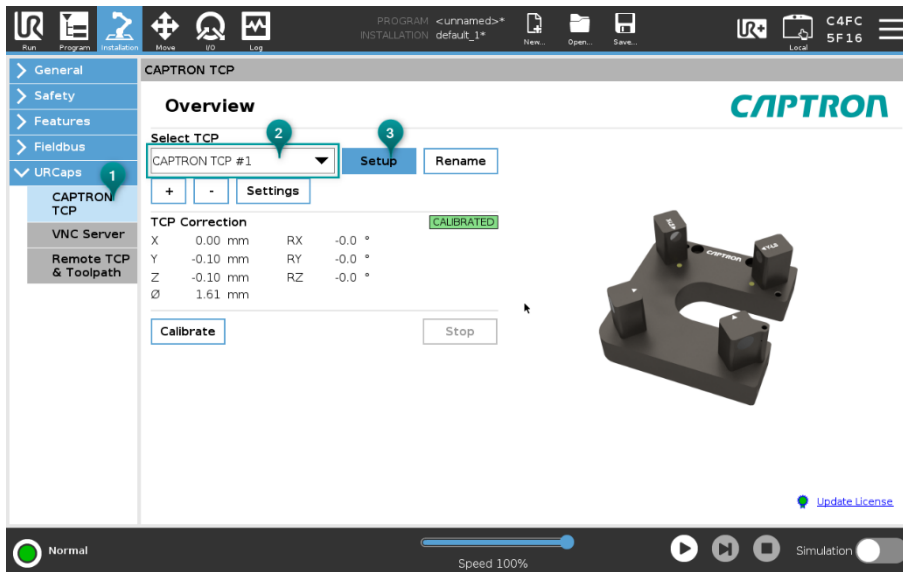 PROGRAM <unnamed>*
INSTALLATION default_1*
C4FC
5F16
Run Program Installation Move I/O Log New... Open... Save... Local
General
Safety
Features
Fieldbus
URCaps
1
CAPTRON
TCP
VNC Server
Remote TCP
& Toolpath
CAPTRON TCP
Overview
CAPTRON
Select TCP
2
3
CAPTRON TCP #1
Setup
Rename
+
-
Settings
TCP Correction
CALIBRATED
X 0.00 mm RX -0.0 °
Y -0.10 mm RY -0.0 °
Z -0.10 mm RZ -0.0 °
Ø 1.61 mm
Calibrate
Stop
CAPTRON
Update License
Normal
Speed 100%
Simulation